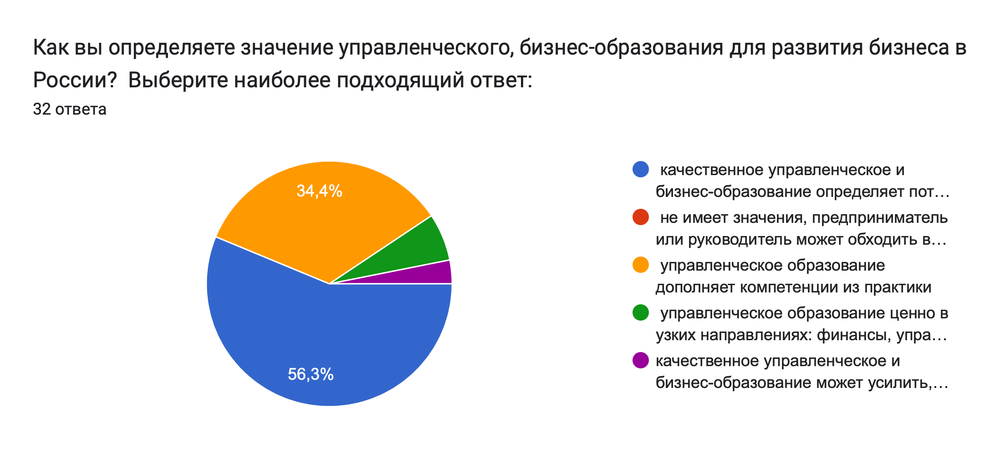 Как вы определяете значение управленческого, бизнес-образования для развития бизнеса в
России?  Выберите наиболее подходящий ответ:
32 ответа
34,4%
56,3%
качественное управленческое и
бизнес-образование определяет пот…
не имеет значения, предприниматель
или руководитель может обходить в…
управленческое образование
дополняет компетенции из практики
управленческое образование ценно в
узких направлениях: финансы, упра…
качественное управленческое и
бизнес-образование может усилить,…